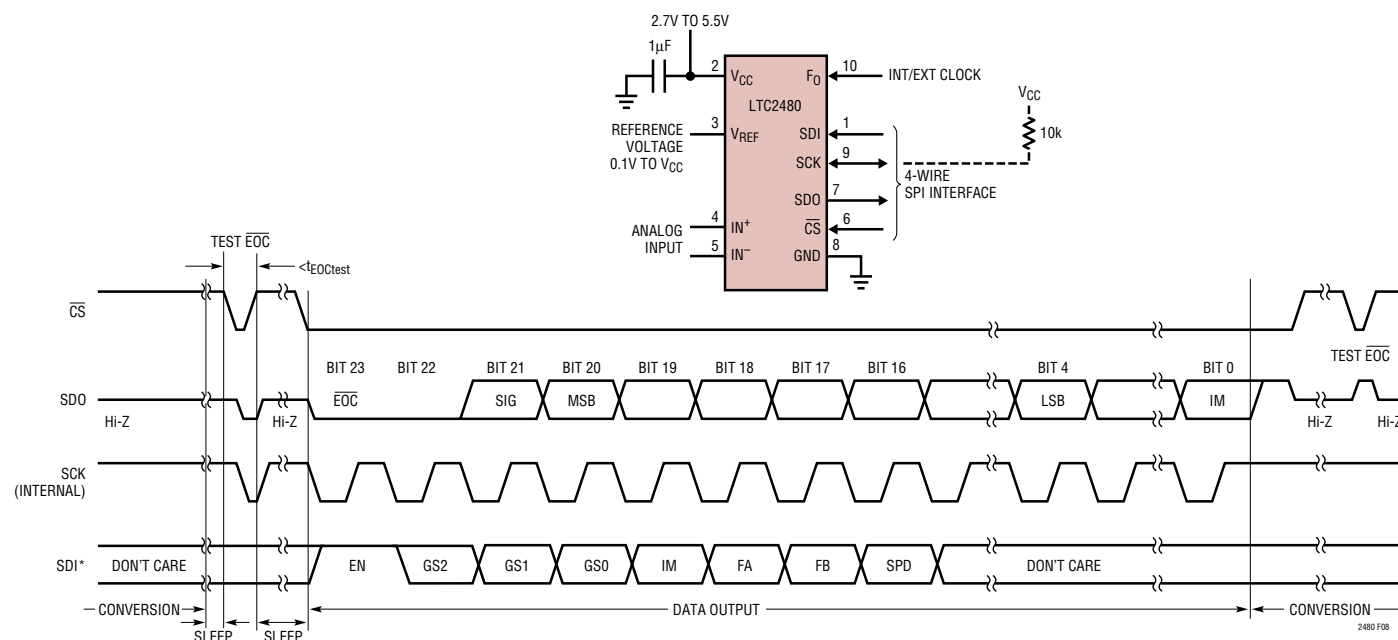 2.7V TO 5.5V
1µF
2
VCC
FO
10
INT/EXT CLOCK
LTC2480
VCC
10k
REFERENCE
VOLTAGE
0.1V TO VCC
3
VREF
SDI
1
SCK
9
4-WIRE
SPI INTERFACE
SDO
7
ANALOG
INPUT
4
IN+
CS
6
5
IN–
GND
8
TEST EOC
<tEOCtest
CS
TEST EOC
BIT 23
BIT 22
BIT 21
BIT 20
BIT 19
BIT 18
BIT 17
BIT 16
BIT 4
BIT 0
SDO
EOC
SIG
MSB
LSB
IM
Hi-Z
Hi-Z
Hi-Z
Hi-Z
SCK
(INTERNAL)
SDI*
DON'T CARE
EN
GS2
GS1
GS0
IM
FA
FB
SPD
DON'T CARE
CONVERSION
SLEEP
SLEEP
DATA OUTPUT
CONVERSION
2480 F08